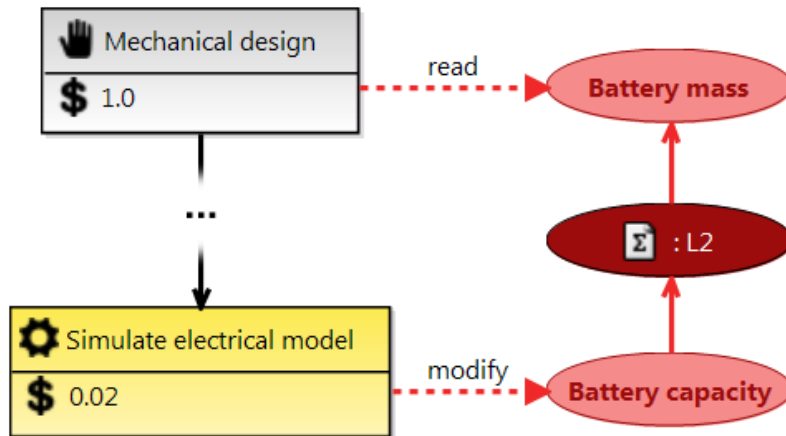 Mechanical design
$ 1.0
read
Battery mass
...
Σ : L2
Simulate electrical model
$ 0.02
modify
Battery capacity